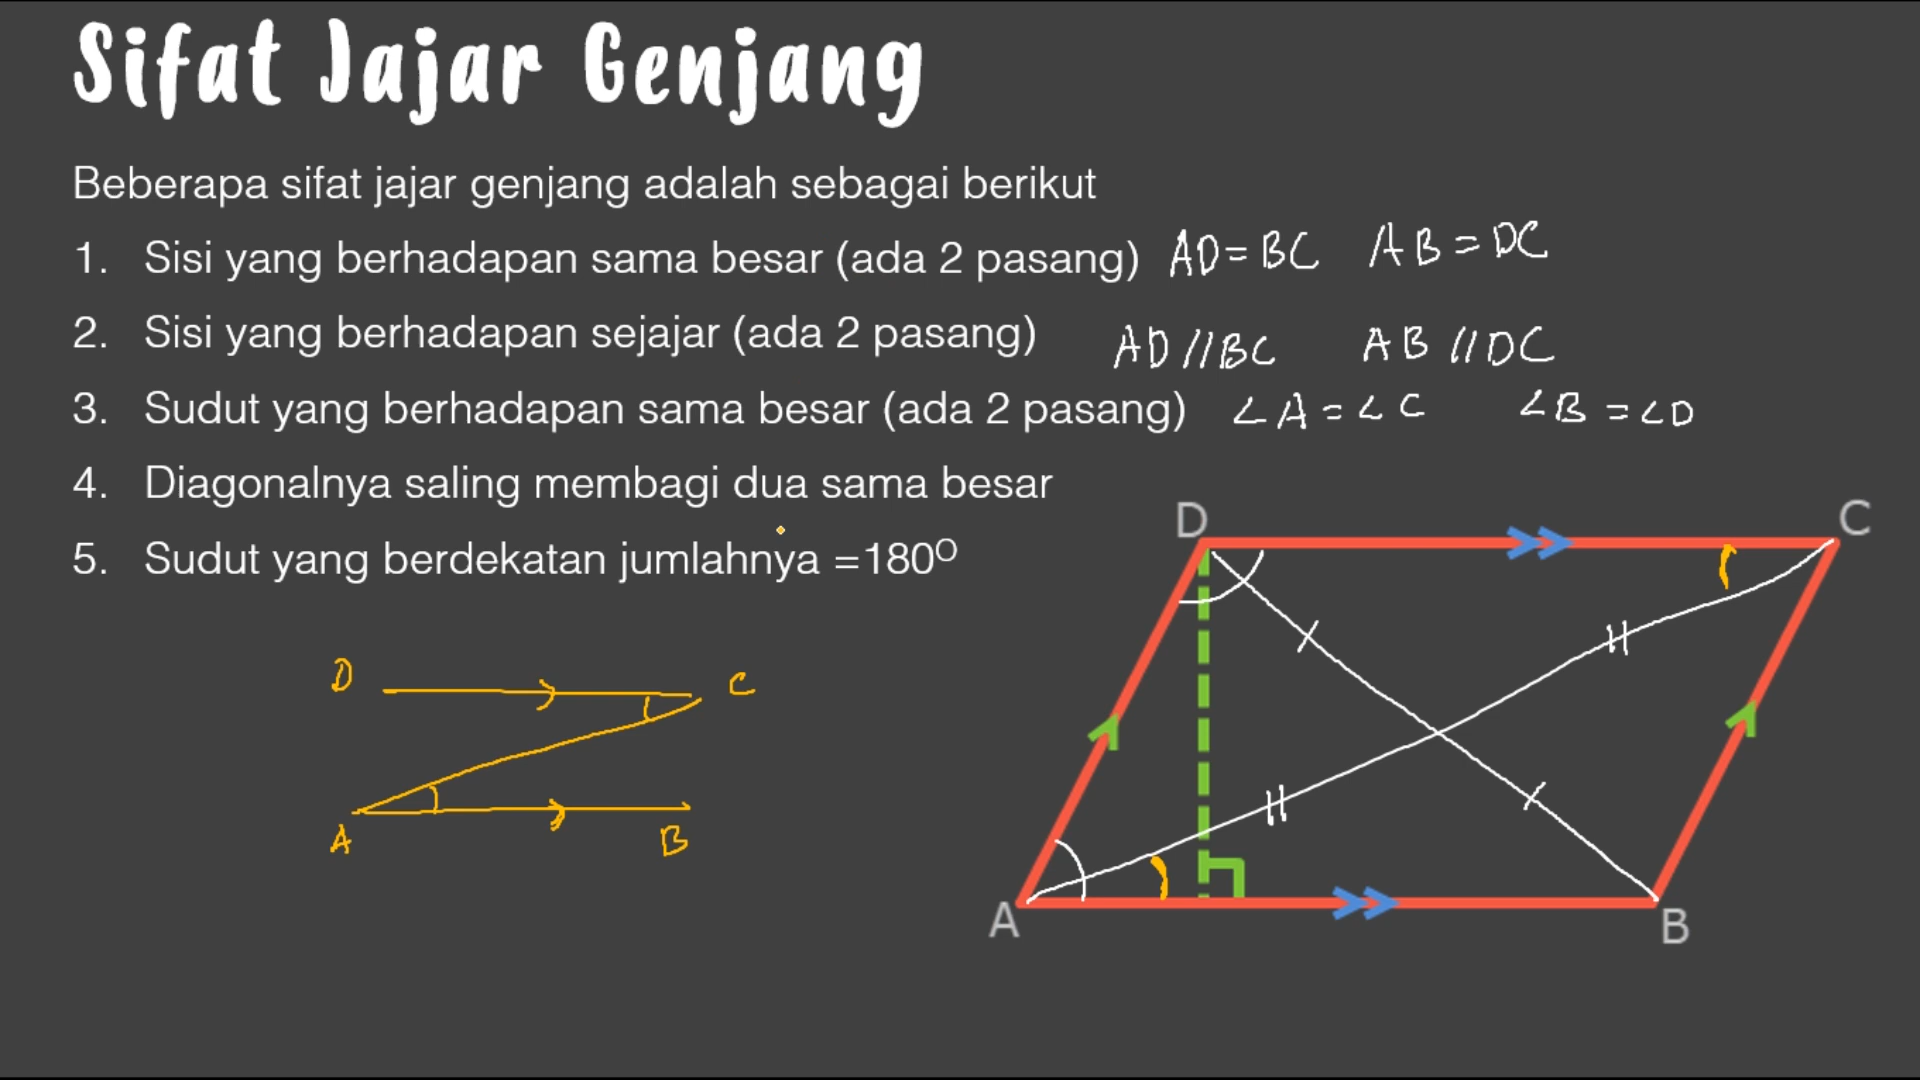 Sifat Jajar Genjang
Beberapa sifat jajar genjang adalah sebagai berikut
1. Sisi yang berhadapan sama besar (ada 2 pasang) AD = BC AB = DC
2. Sisi yang berhadapan sejajar (ada 2 pasang) AD // BC AB // DC
3. Sudut yang berhadapan sama besar (ada 2 pasang) ∠A = ∠C ∠B = ∠D
4. Diagonalnya saling membagi dua sama besar
5. Sudut yang berdekatan jumlahnya =180º
D C
A B
D C
A B